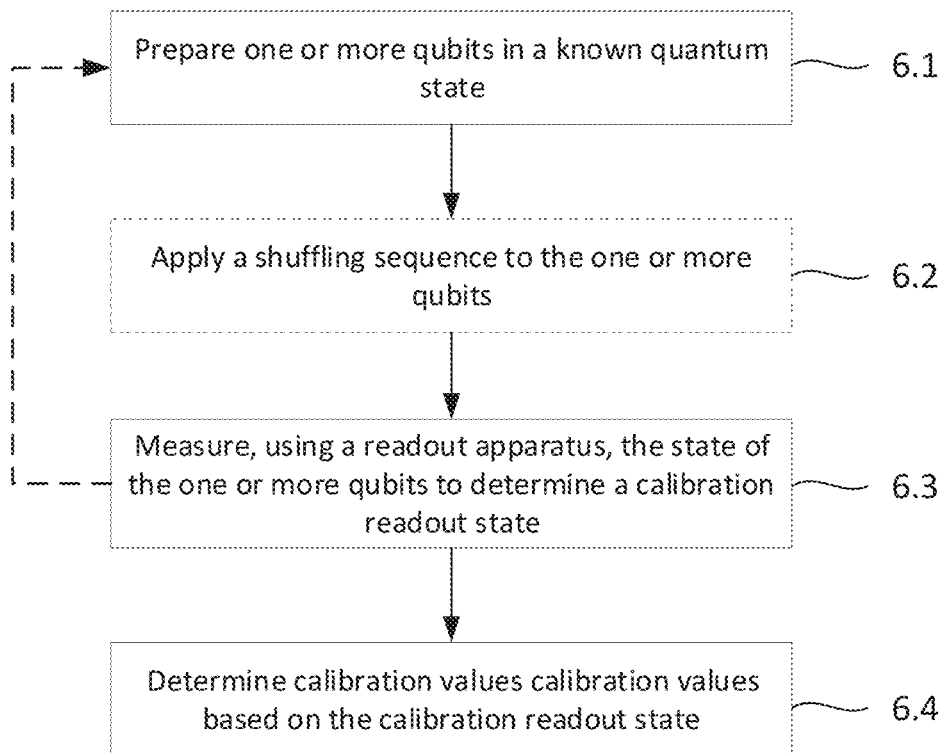 Prepare one or more qubits in a known quantum
state
6.1
Apply a shuffling sequence to the one or more
qubits
6.2
Measure, using a readout apparatus, the state of
the one or more qubits to determine a calibration
readout state
6.3
Determine calibration values calibration values
based on the calibration readout state
6.4